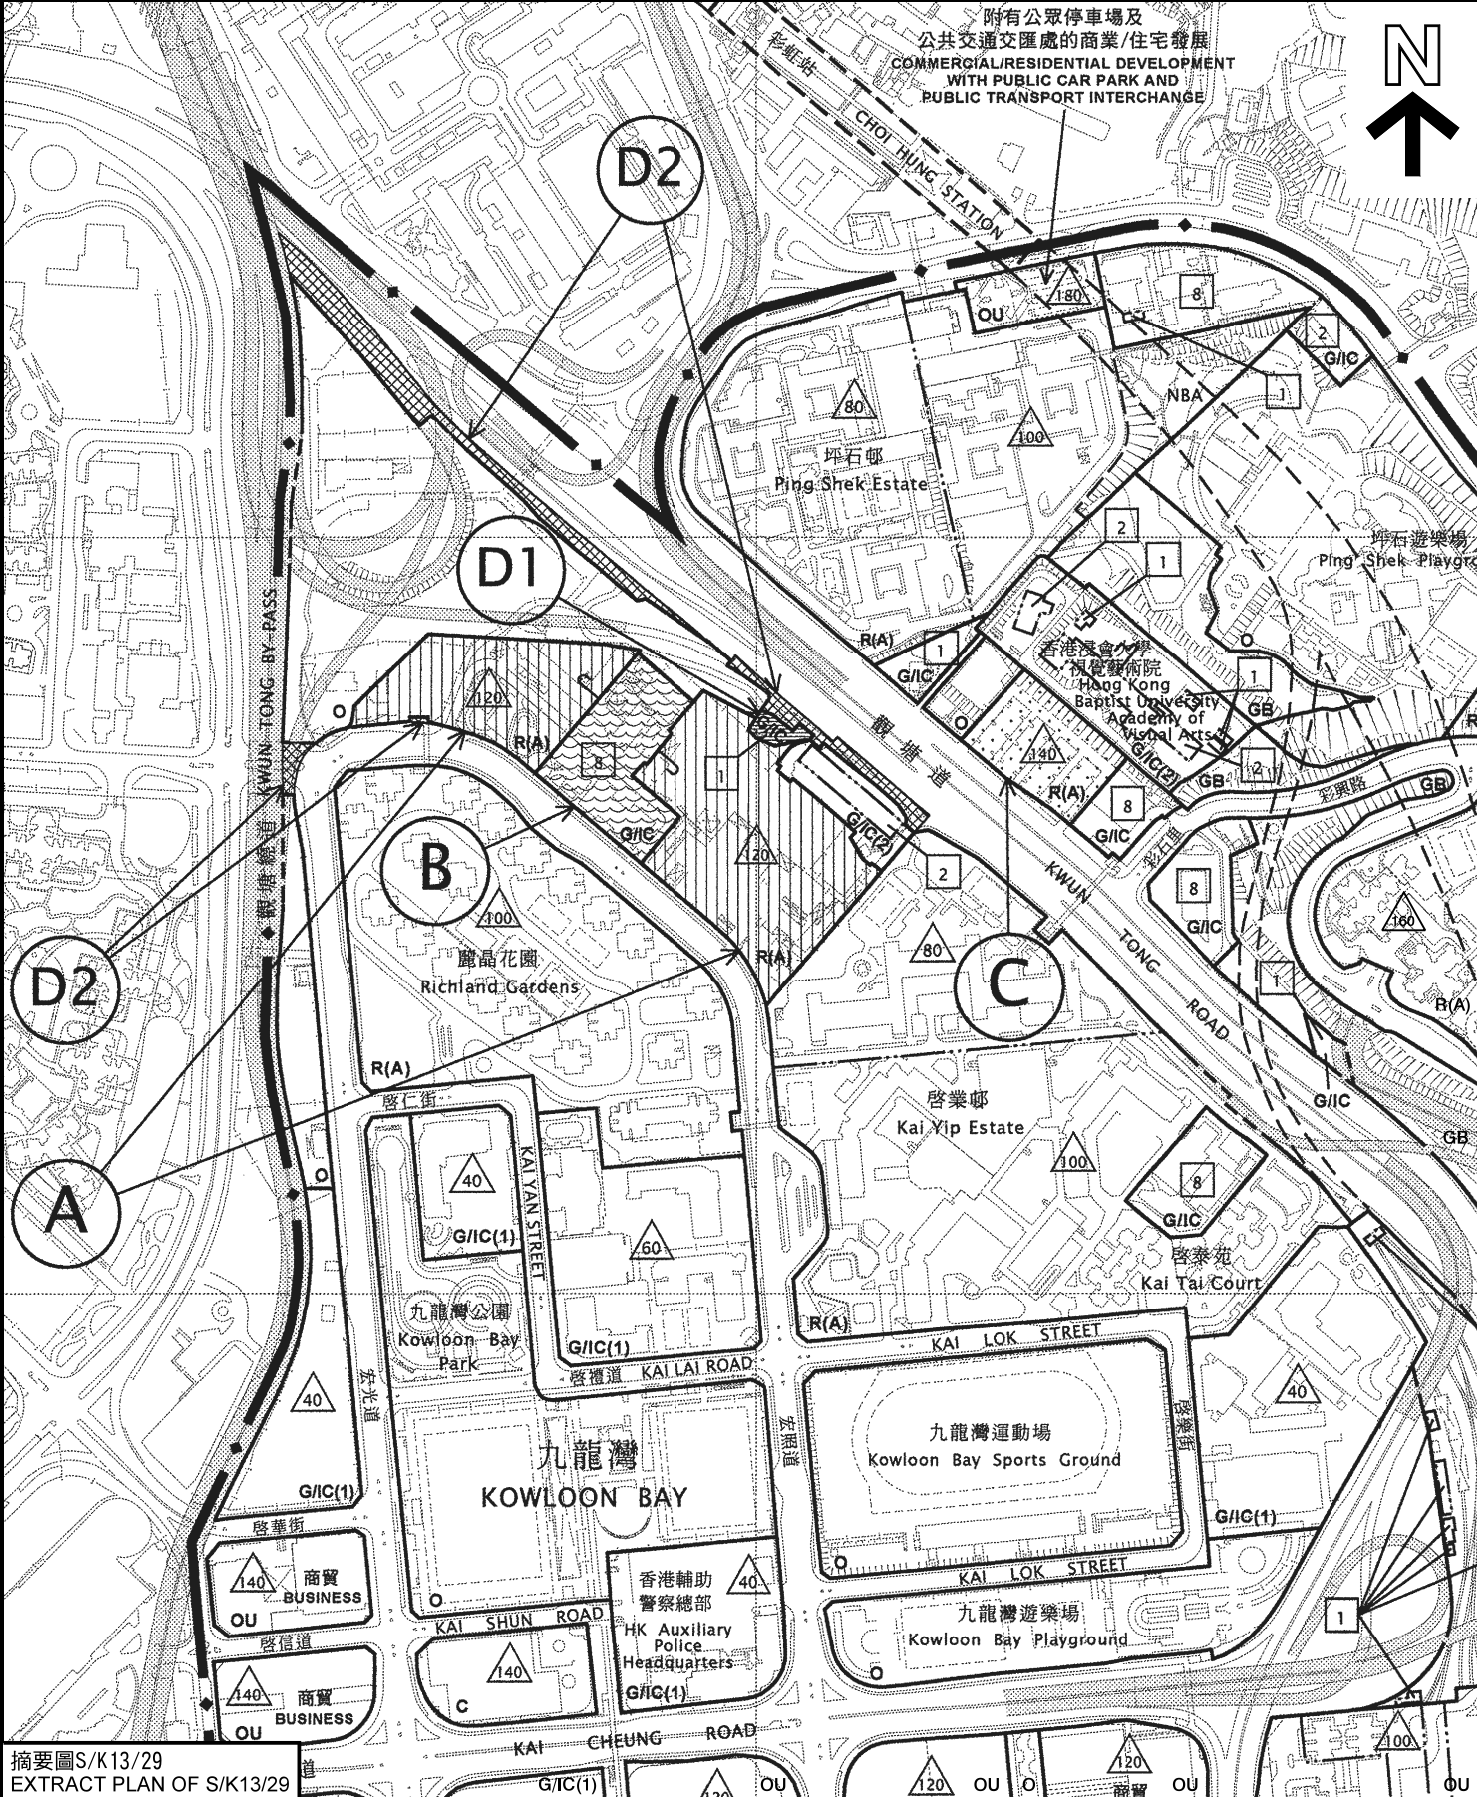 附有公眾停車場及
公共交通交匯處的商業/住宅發展
COMMERCIAL/RESIDENTIAL DEVELOPMENT
WITH PUBLIC CAR PARK AND
PUBLIC TRANSPORT INTERCHANGE
N
彩虹站
CHOI HUNG STATION
D2
180
OU
8
2
G/IC
1
NBA
80
100
坪石邨
Ping Shek Estate
坪石遊樂場
Ping Shek Playgro
2
1
D1
R(A)
1
G/IC
O
O
香港浸會大學
視覺藝術院
Hong Kong
Baptist University
Academy of
Visual Arts
G/IC(2)
1
GB
2
GB
GB
彩興路
140
R(A)
8
G/IC
彩石里
觀塘道
KWUN TONG ROAD
120
O
R(A)
8
G/IC
G/IC
1
120
G/IC(2)
2
R(A)
80
C
8
G/IC
160
R(A)
1
G/IC
GB
觀塘繞道 KWUN TONG BY-PASS
B
100
麗晶花園
Richland Gardens
D2
R(A)
A
O
啓仁街
KAI YAN STREET
40
G/IC(1)
60
G/IC(1)
啓業邨
Kai Yip Estate
100
8
G/IC
啓泰苑
Kai Tai Court
九龍灣公園
Kowloon Bay
Park
啓禮道 KAI LAI ROAD
R(A)
KAI LOK STREET
40
宏光道
宏照道
啓樂街
40
九龍灣運動場
Kowloon Bay Sports Ground
九龍灣
KOWLOON BAY
G/IC(1)
G/IC(1)
啓華街
O
KAI LOK STREET
140
商貿
BUSINESS
OU
O
香港輔助
警察總部
HK Auxiliary
Police
Headquarters
G/IC(1)
40
九龍灣遊樂場
Kowloon Bay Playground
O
1
啓信道
KAI SHUN ROAD
140
C
140
商貿
BUSINESS
OU
KAI CHEUNG ROAD
100
摘要圖S/K13/29
EXTRACT PLAN OF S/K13/29
道
G/IC(1)
120
OU
120
OU
O
120
商貿
OU
OU